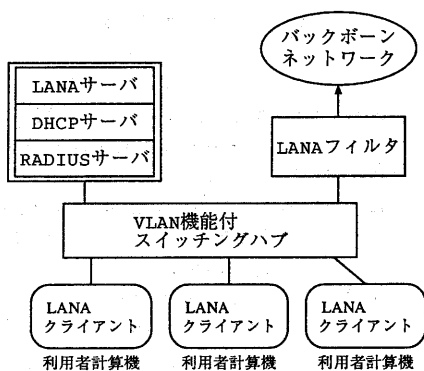 バックボーン
ネットワーク
LANAサーバ
DHCPサーバ
RADIUSサーバ
LANAフィルタ
VLAN機能付
スイッチングハブ
LANA
クライアント
LANA
クライアント
LANA
クライアント
利用者計算機
利用者計算機
利用者計算機